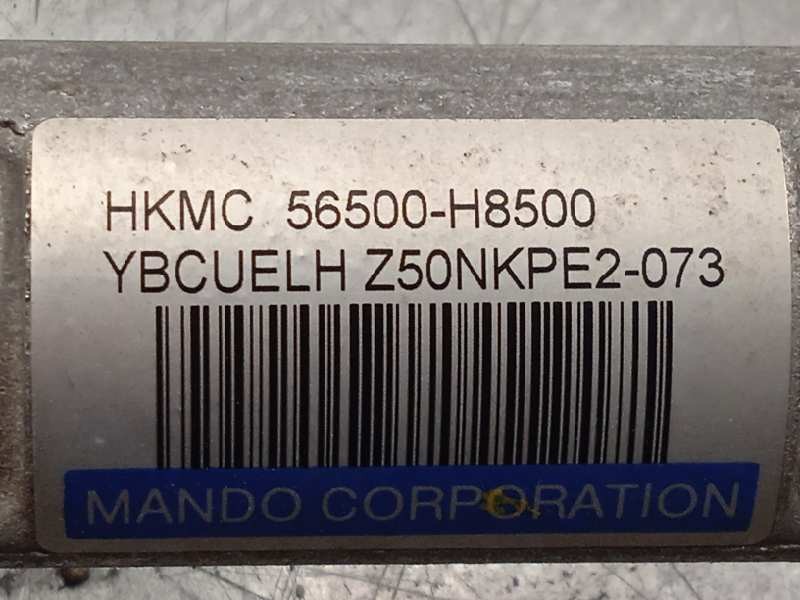 HKMC 56500-H8500
YBCUELH Z50NKPE2-073
MANDO CORPORATION